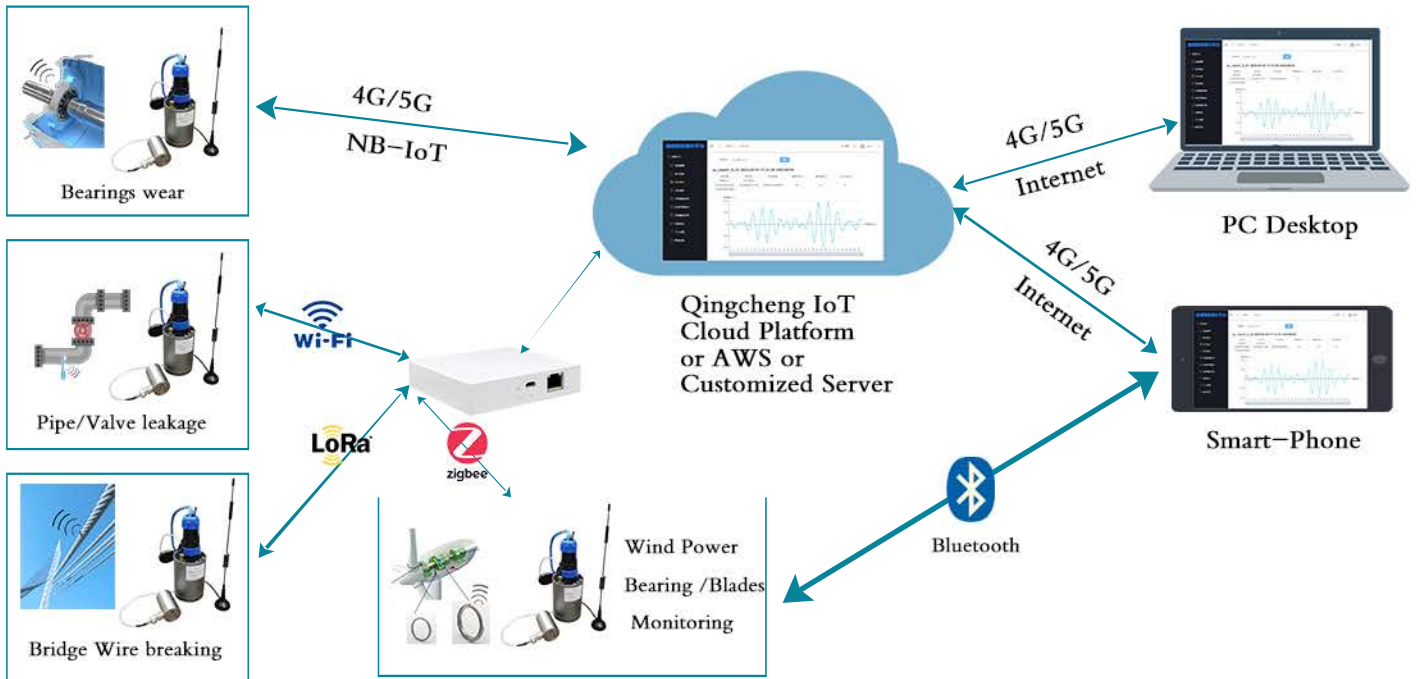 Bearings wear
4G/5G
NB-IoT
Qingcheng IoT
Cloud Platform
or AWS or
Customized Server
4G/5G
Internet
PC Desktop
4G/5G
Internet
Smart-Phone
Pipe/Valve leakage
Wi-Fi
LoRa
zigbee
Bridge Wire breaking
Wind Power
Bearing /Blades
Monitoring
Bluetooth